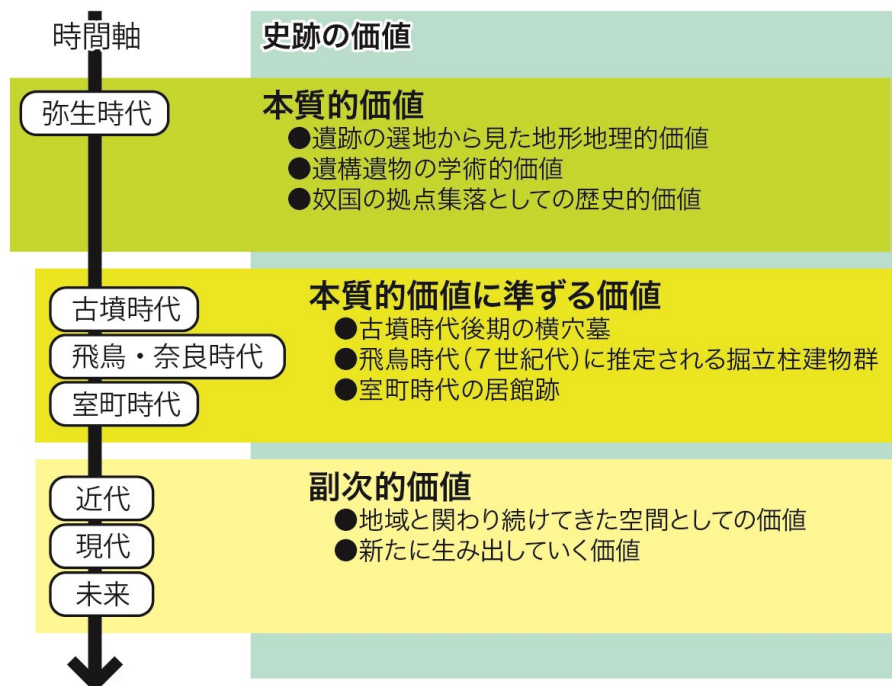 時間軸
史跡の価値
弥生時代
本質的価値
●遺跡の選地から見た地形地理的価値
●遺構遺物の学術的価値
●奴国の拠点集落としての歴史的価値
古墳時代
飛鳥・奈良時代
室町時代
本質的価値に準ずる価値
●古墳時代後期の横穴墓
●飛鳥時代(7世紀代)に推定される掘立柱建物群
●室町時代の居館跡
近代
現代
未来
副次的価値
●地域と関わり続けてきた空間としての価値
●新たに生み出していく価値